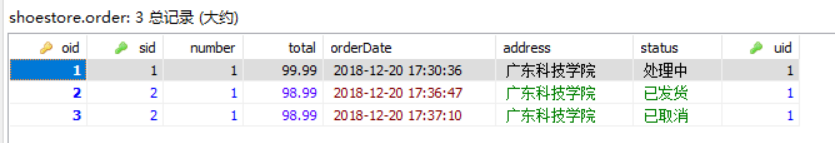 shoestore.order: 3 总记录 (大约)
oid sid number total orderDate address status uid
1 1 1 99.99 2018-12-20 17:30:36 广东科技学院 处理中 1
2 2 1 98.99 2018-12-20 17:36:47 广东科技学院 已发货 1
3 2 1 98.99 2018-12-20 17:37:10 广东科技学院 已取消 1